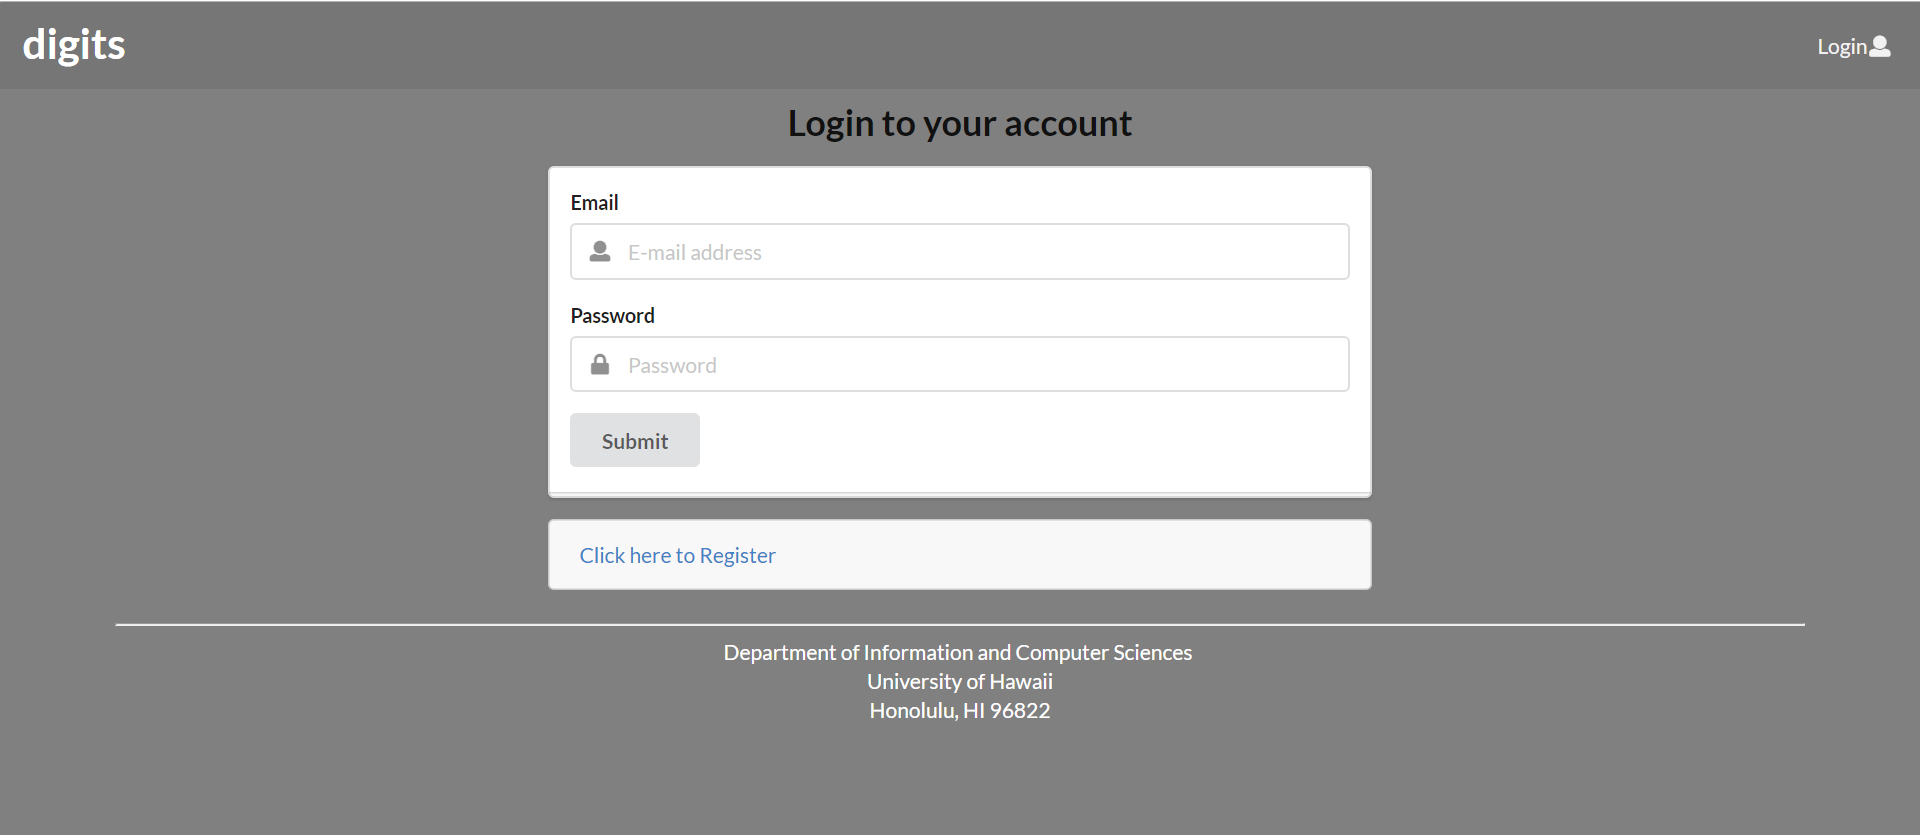 digits
Login
Login to your account
Email
E-mail address
Password
Password
Submit
Click here to Register
Department of Information and Computer Sciences
University of Hawaii
Honolulu, HI 96822